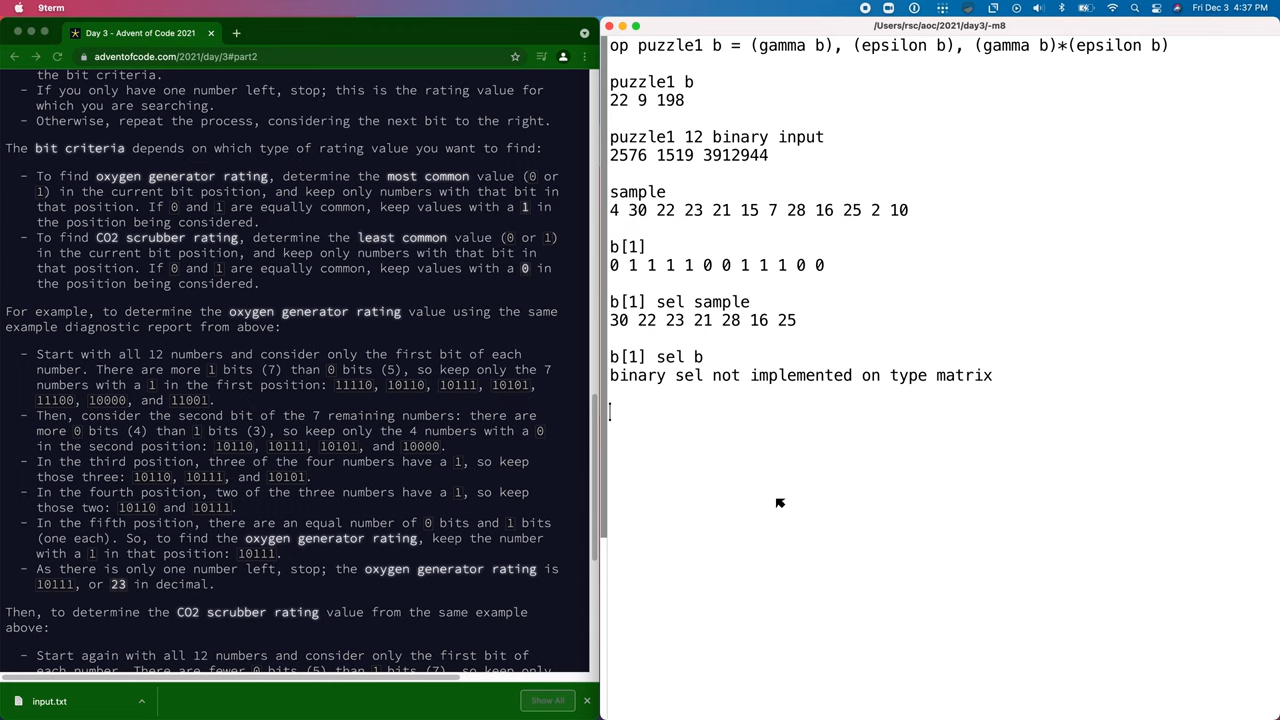 9term
Fri Dec 3 4:37 PM
Day 3 - Advent of Code 2021
adventofcode.com/2021/day/3#part2
the bit criteria.
- If you only have one number left, stop; this is the rating value for
which you are searching.
- Otherwise, repeat the process, considering the next bit to the right.
The bit criteria depends on which type of rating value you want to find:
- To find oxygen generator rating, determine the most common value (0 or
1) in the current bit position, and keep only numbers with that bit in
that position. If 0 and 1 are equally common, keep values with a 1 in
the position being considered.
- To find CO2 scrubber rating, determine the least common value (0 or 1)
in the current bit position, and keep only numbers with that bit in
that position. If 0 and 1 are equally common, keep values with a 0 in
the position being considered.
For example, to determine the oxygen generator rating value using the same
example diagnostic report from above:
- Start with all 12 numbers and consider only the first bit of each
number. There are more 1 bits (7) than 0 bits (5), so keep only the 7
numbers with a 1 in the first position: 11110, 10110, 10111, 10101,
11100, 10000, and 11001.
- Then, consider the second bit of the 7 remaining numbers: there are
more 0 bits (4) than 1 bits (3), so keep only the 4 numbers with a 0
in the second position: 10110, 10111, 10101, and 10000.
- In the third position, three of the four numbers have a 1, so keep
those three: 10110, 10111, and 10101.
- In the fourth position, two of the three numbers have a 1, so keep
those two: 10110 and 10111.
- In the fifth position, there are an equal number of 0 bits and 1 bits
(one each). So, to find the oxygen generator rating, keep the number
with a 1 in that position: 10111.
- As there is only one number left, stop; the oxygen generator rating is
10111, or 23 in decimal.
Then, to determine the CO2 scrubber rating value from the same example
above:
- Start again with all 12 numbers and consider only the first bit of
each number. There are fewer 0 bits (5) than 1 bits (7), so keep only
input.txt
Show All
/Users/rsc/aoc/2021/day3/-m8
op puzzle1 b = (gamma b), (epsilon b), (gamma b)*(epsilon b)
puzzle1 b
22 9 198
puzzle1 12 binary input
2576 1519 3912944
sample
4 30 22 23 21 15 7 28 16 25 2 10
b[1]
0 1 1 1 1 0 0 1 1 1 0 0
b[1] sel sample
30 22 23 21 28 16 25
b[1] sel b
binary sel not implemented on type matrix